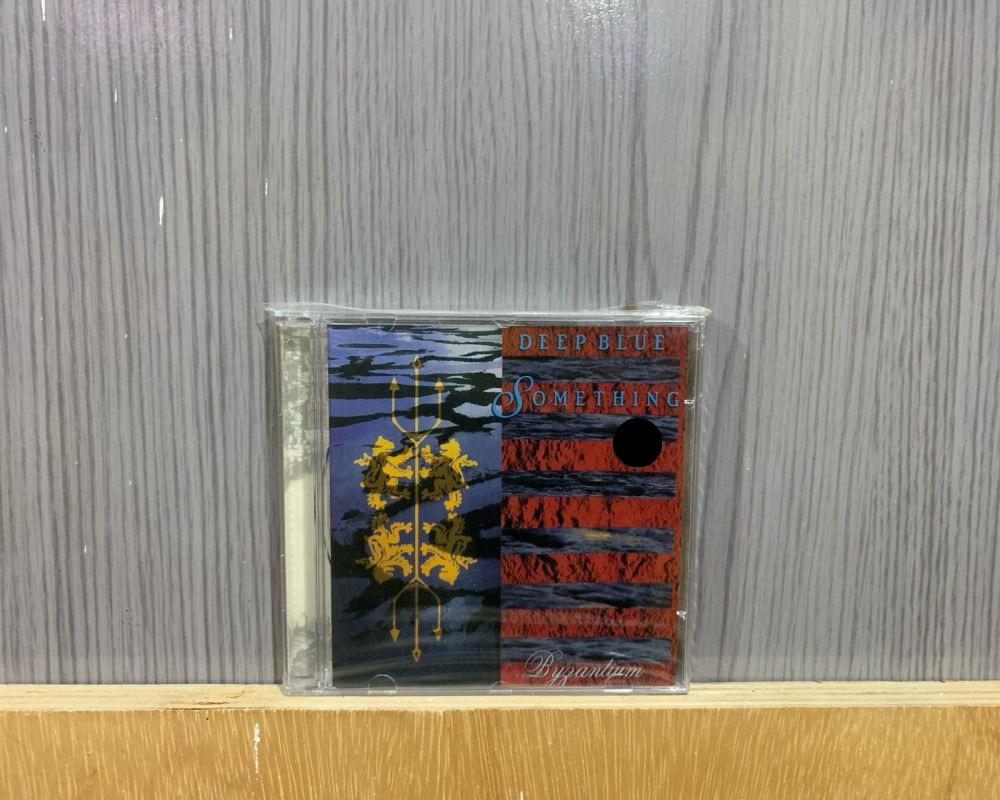 DEEP BLUE
SOMETHING
Byzantium